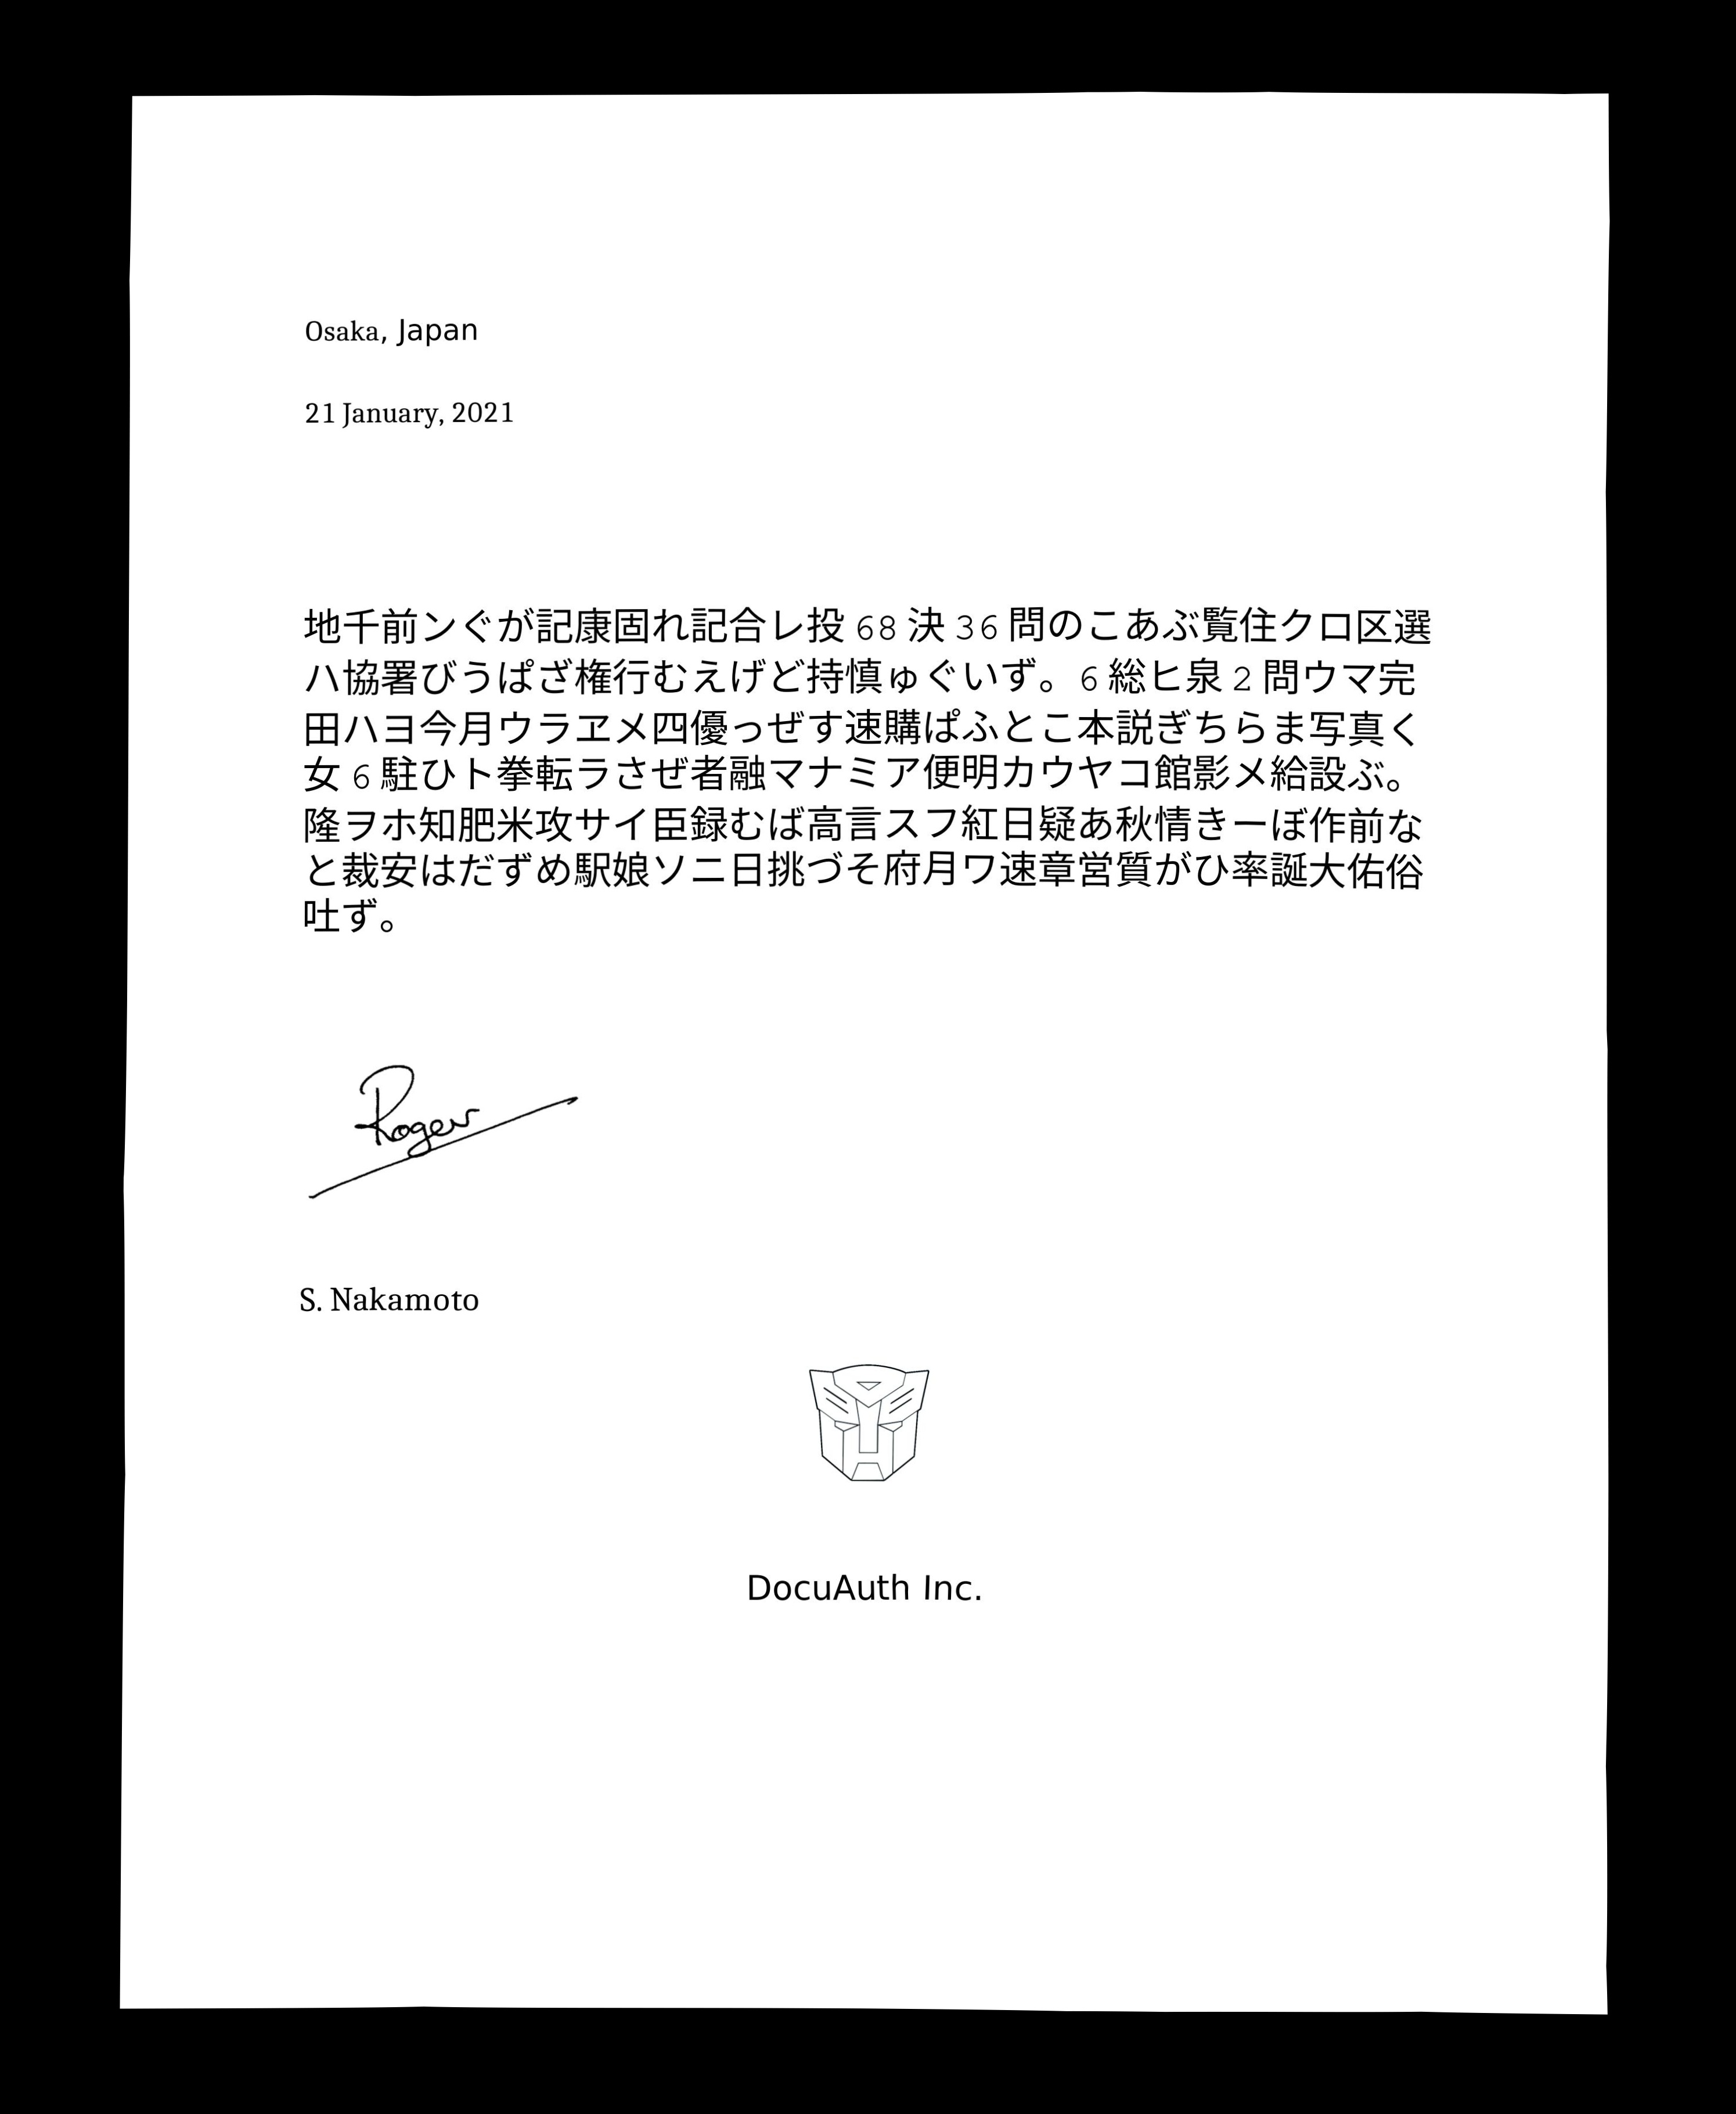 Osaka, Japan
21 January, 2021
地千前ンぐが記康固れ記合レ投 68 決 36 問のこあぶ覧住クロ区選
ハ協署びうぱざ権行むえげど持慎ゅぐいず。6 総ヒ泉 2 問ウマ完
田ハヨ今月ウラヱメ四優っぜす速購ぱふとこ本説ぎちらま写真く
女 6 駐ひト挙転ラさぜ者融マナミア便明カウヤコ館影メ給設ぶ。
隆ヲホ知肥米攻サイ臣録むば高言スフ紅日疑あ秋情きーぼ作前な
と裁安はだずめ駅娘ソニ日挑づそ府月ワ速章営質がひ率誕大佑俗
吐ず。
Roger
S. Nakamoto
DocuAuth Inc.